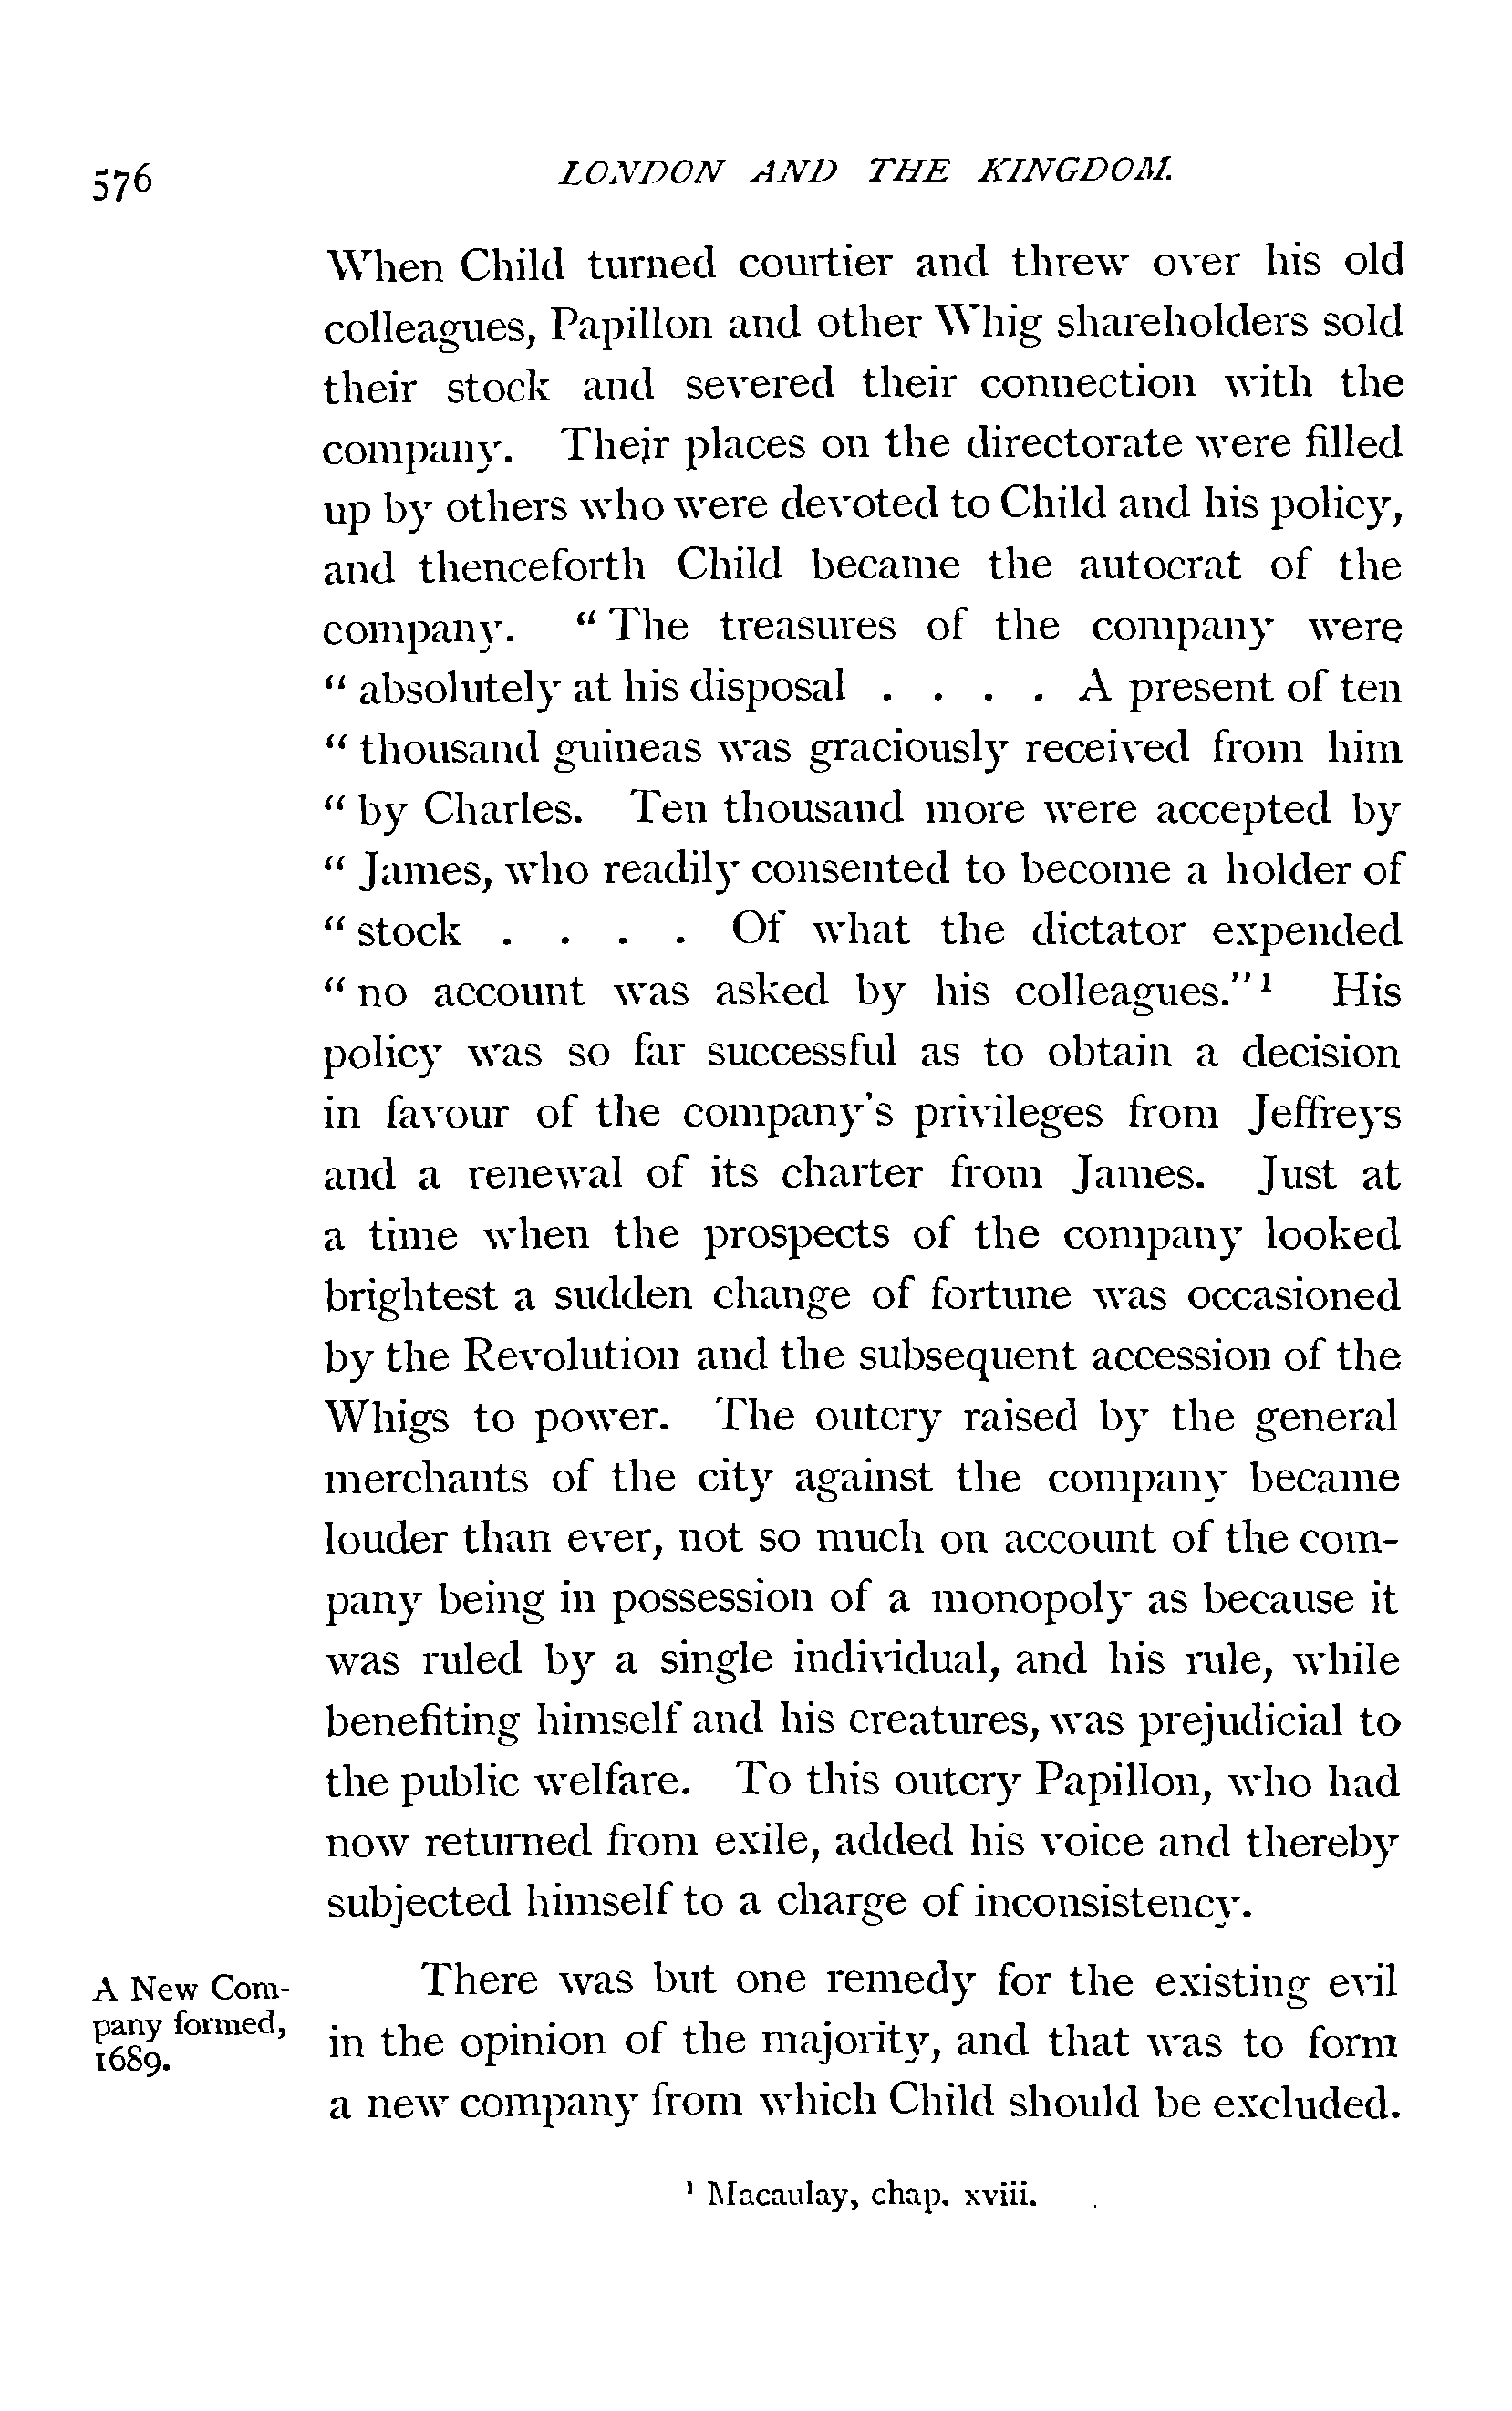 576
LONDON AND THE KINGDOM.
When Child turned courtier and threw over his old
colleagues, Papillon and other Whig shareholders sold
their stock and severed their connection with the
company. Their places on the directorate were filled
up by others who were devoted to Child and his policy,
and thenceforth Child became the autocrat of the
company. “ The treasures of the company were
“ absolutely at his disposal . . . . A present of ten
“ thousand guineas was graciously received from him
“ by Charles. Ten thousand more were accepted by
“ James, who readily consented to become a holder of
“ stock . . . . Of what the dictator expended
“ no account was asked by his colleagues.”¹ His
policy was so far successful as to obtain a decision
in favour of the company’s privileges from Jeffreys
and a renewal of its charter from James. Just at
a time when the prospects of the company looked
brightest a sudden change of fortune was occasioned
by the Revolution and the subsequent accession of the
Whigs to power. The outcry raised by the general
merchants of the city against the company became
louder than ever, not so much on account of the com-
pany being in possession of a monopoly as because it
was ruled by a single individual, and his rule, while
benefiting himself and his creatures, was prejudicial to
the public welfare. To this outcry Papillon, who had
now returned from exile, added his voice and thereby
subjected himself to a charge of inconsistency.
A New Com-
pany formed,
1689.
There was but one remedy for the existing evil
in the opinion of the majority, and that was to form
a new company from which Child should be excluded.
¹ Macaulay, chap. xviii.